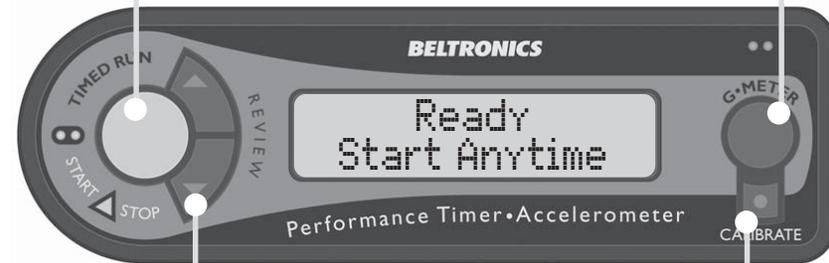 BELTRONICS
TIMED RUN
REVIEW
G•METER
Ready
Start Anytime
START
STOP
Performance Timer•Accelerometer
CALIBRATE